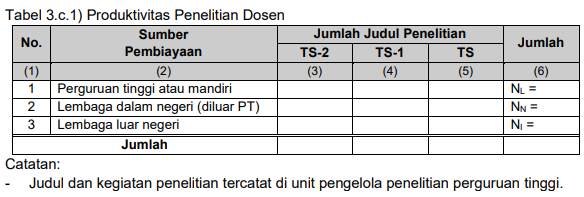 Tabel 3.c.1) Produktivitas Penelitian Dosen
No. Sumber Pembiayaan Jumlah Judul Penelitian Jumlah
TS-2 TS-1 TS
(1) (2) (3) (4) (5) (6)
1 Perguruan tinggi atau mandiri NL =
2 Lembaga dalam negeri (diluar PT) NN =
3 Lembaga luar negeri NI =
Jumlah
Catatan:
- Judul dan kegiatan penelitian tercatat di unit pengelola penelitian perguruan tinggi.